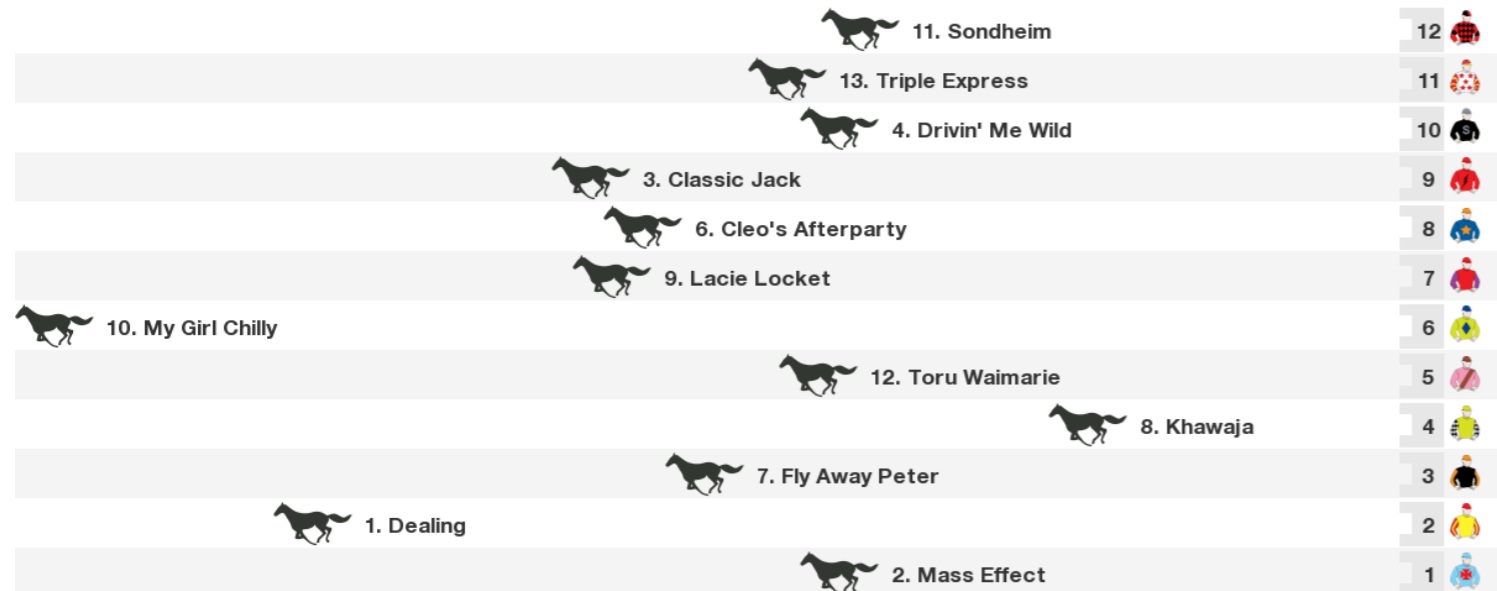 11. Sondheim 12
13. Triple Express 11
4. Drivin' Me Wild 10 S
3. Classic Jack 9
6. Cleo's Afterparty 8
9. Lacie Locket 7
10. My Girl Chilly 6
12. Toru Waimarie 5
8. Khawaja 4
7. Fly Away Peter 3
1. Dealing 2
2. Mass Effect 1